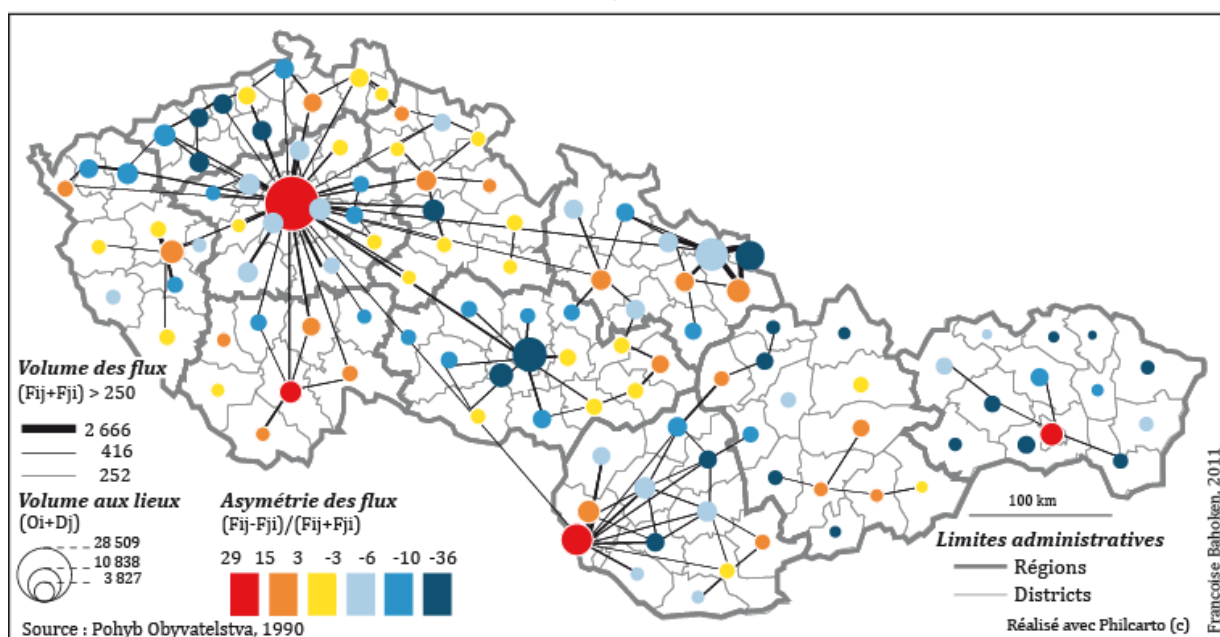 Volume des flux
(Fij+Fji) > 250
2 666
416
252
Volume aux lieux
(Oi+Dj)
28 509
10 838
3 827
Asymétrie des flux
(Fij-Fji)/(Fij+Fji)
29 15 3 -3 -6 -10 -36
Source : Pohyb Obyvatelstva, 1990
100 km
Limites administratives
Régions
Districts
Réalisé avec Philcarto (c)
Françoise Bahoken, 2011